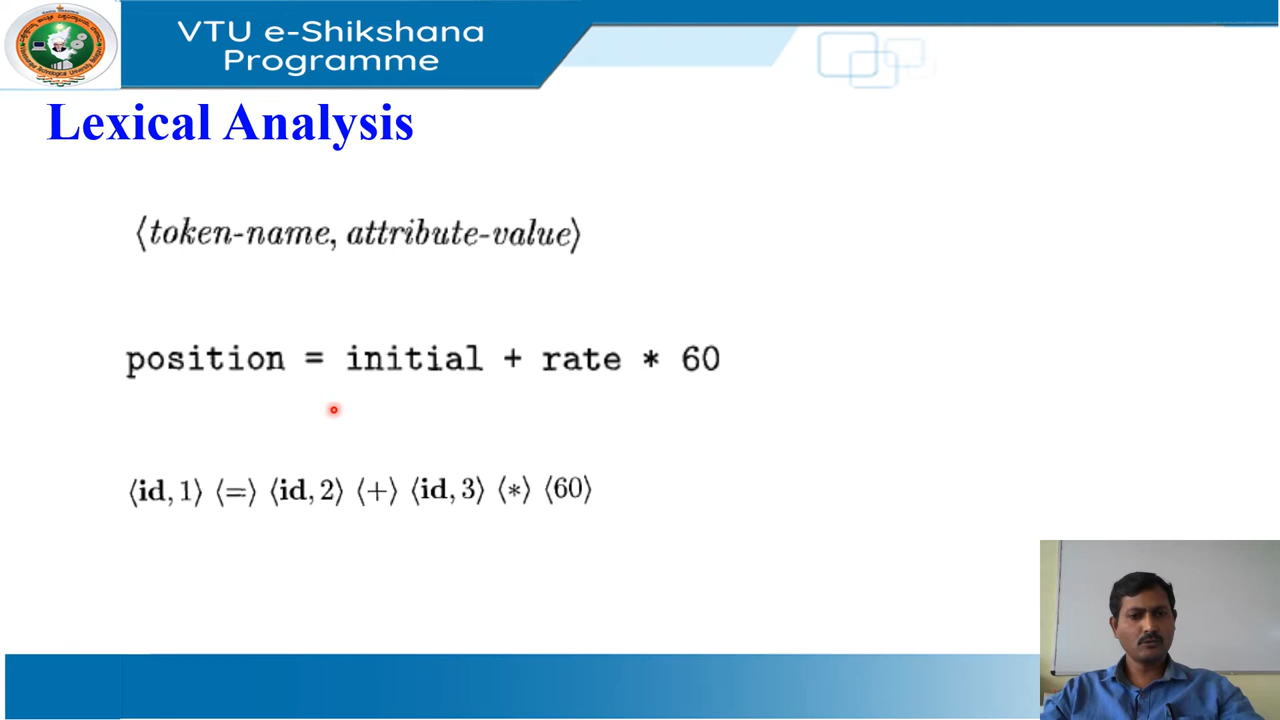 VTU e-Shikshana
Programme
Lexical Analysis
⟨token-name, attribute-value⟩
position = initial + rate * 60
⟨id, 1⟩ ⟨=⟩ ⟨id, 2⟩ ⟨+⟩ ⟨id, 3⟩ ⟨*⟩ ⟨60⟩